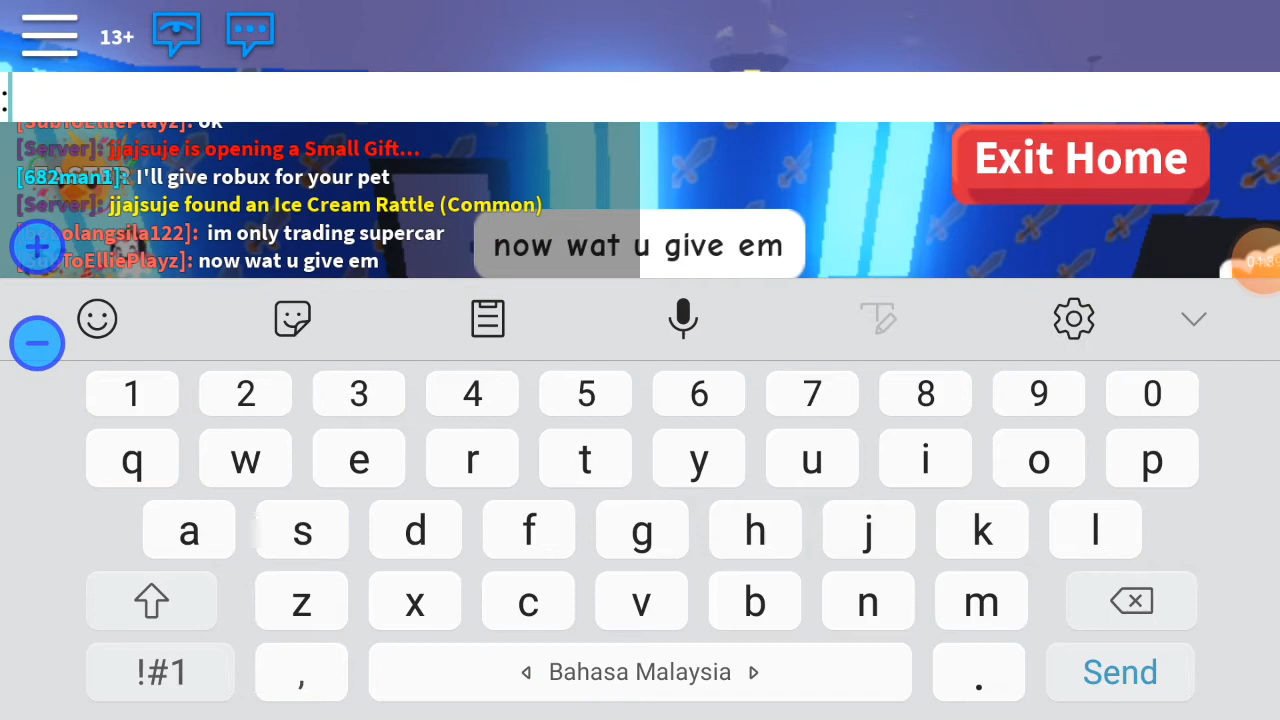 13+
:
[SubToElliePlayz]: ok
[Server]: jjajsuje is opening a Small Gift...
[682man1]: I'll give robux for your pet
[Server]: jjajsuje found an Ice Cream Rattle (Common)
im only trading supercar
now wat u give em
now wat u give em
Exit Home
1 2 3 4 5 6 7 8 9 0
q w e r t y u i o p
a s d f g h j k l
z x c v b n m
!#1 , Bahasa Malaysia . Send